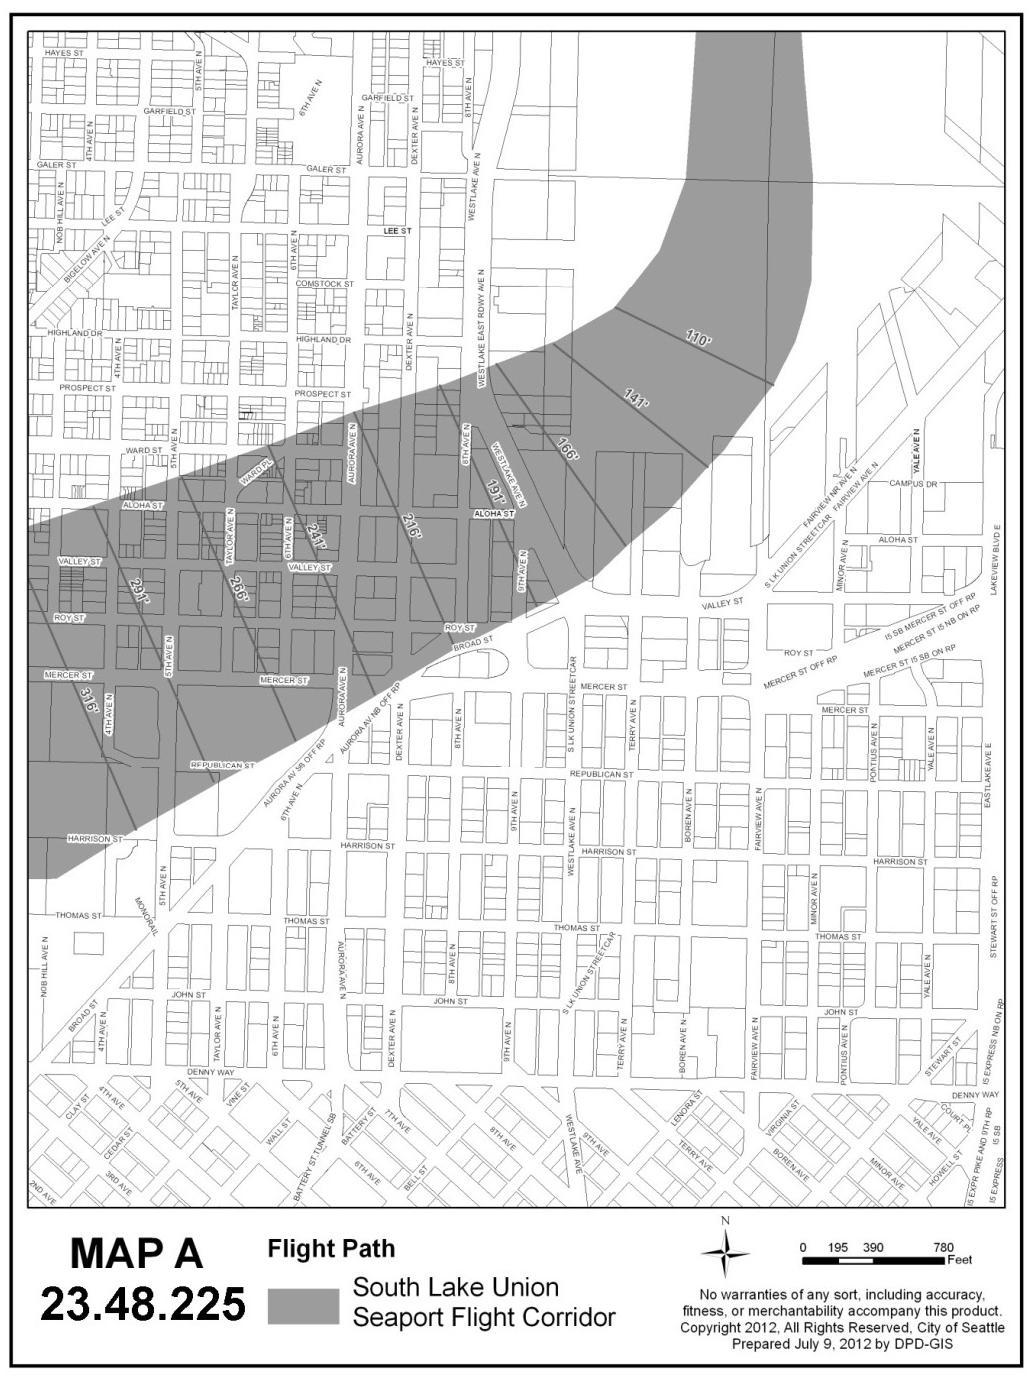 HAYES ST
HAYES ST
5TH AVE N
6TH AVE N
8TH AVE N
GARFIELD ST
GARFIELD ST
4TH AVE N
AURORA AVE N
DEXTER AVE N
GALER ST
GALER ST
WESTLAKE AVE N
NOB HILL AVE N
LEE ST
LEE ST
BIGELOW AVE N
6TH AVE N
TAYLOR AVE N
COMSTOCK ST
HIGHLAND DR
HIGHLAND DR
4TH AVE N
DEXTER AVE N
WESTLAKE EAST RDWY AVE N
110'
141'
166'
191'
216'
241'
266'
291'
316'
PROSPECT ST
PROSPECT ST
WARD ST
5TH AVE N
WARD PL
AURORA AVE N
8TH AVE N
WESTLAKE AVE N
YALE AVE N
CAMPUS DR
FAIRVIEW NR AVE N
FAIRVIEW AVE N
ALOHA ST
ALOHA ST
ALOHA ST
TAYLOR AVE N
6TH AVE N
VALLEY ST
VALLEY ST
VALLEY ST
9TH AVE N
S LK UNION STREETCAR
MINOR AVE N
LAKEVIEW BLVD E
ROY ST
ROY ST
ROY ST
BROAD ST
I5 SB MERCER ST OFF RP
MERCER ST I5 NB ON RP
MERCER ST I5 SB ON RP
MERCER ST OFF RP
5TH AVE N
MERCER ST
MERCER ST
MERCER ST
MERCER ST
4TH AVE N
AURORA AVE N
AURORA AV NB OFF RP
DEXTER AVE N
8TH AVE N
S LK UNION STREETCAR
TERRY AVE N
PONTIUS AVE N
YALE AVE N
EASTLAKE AVE E
REPUBLICAN ST
REPUBLICAN ST
AURORA AV SB OFF RP
6TH AVE N
9TH AVE N
WESTLAKE AVE N
BOREN AVE N
FAIRVIEW AVE N
HARRISON ST
HARRISON ST
HARRISON ST
HARRISON ST
5TH AVE N
MONORAIL
MINOR AVE N
STEWART ST OFF RP
THOMAS ST
THOMAS ST
THOMAS ST
THOMAS ST
NOB HILL AVE N
AURORA AVE N
8TH AVE N
S LK UNION STREETCAR
YALE AVE N
JOHN ST
JOHN ST
JOHN ST
BROAD ST
4TH AVE N
TAYLOR AVE N
6TH AVE N
DEXTER AVE N
9TH AVE N
TERRY AVE N
BOREN AVE N
FAIRVIEW AVE N
PONTIUS AVE N
STEWART ST
I5 EXPRESS NB ON RP
DENNY WAY
DENNY WAY
CLAY ST
4TH AVE
5TH AVE
VINE ST
CEDAR ST
WALL ST
BATTERY ST TUNNEL SB
BATTERY ST
7TH AVE
8TH AVE
WESTLAKE AVE
9TH AVE
LENORA ST
VIRGINIA ST
YALE AVE
COURT PL
2ND AVE
3RD AVE
6TH AVE
BELL ST
TERRY AVE
BOREN AVE
MINOR AVE
HOWELL ST
I5 EXPR PIKE AND 9TH RP
I5 EXPRESS
I5 SB
MAP A
23.48.225
Flight Path
South Lake Union
Seaport Flight Corridor
N
0 195 390 780
Feet
No warranties of any sort, including accuracy,
fitness, or merchantability accompany this product.
Copyright 2012, All Rights Reserved, City of Seattle
Prepared July 9, 2012 by DPD-GIS